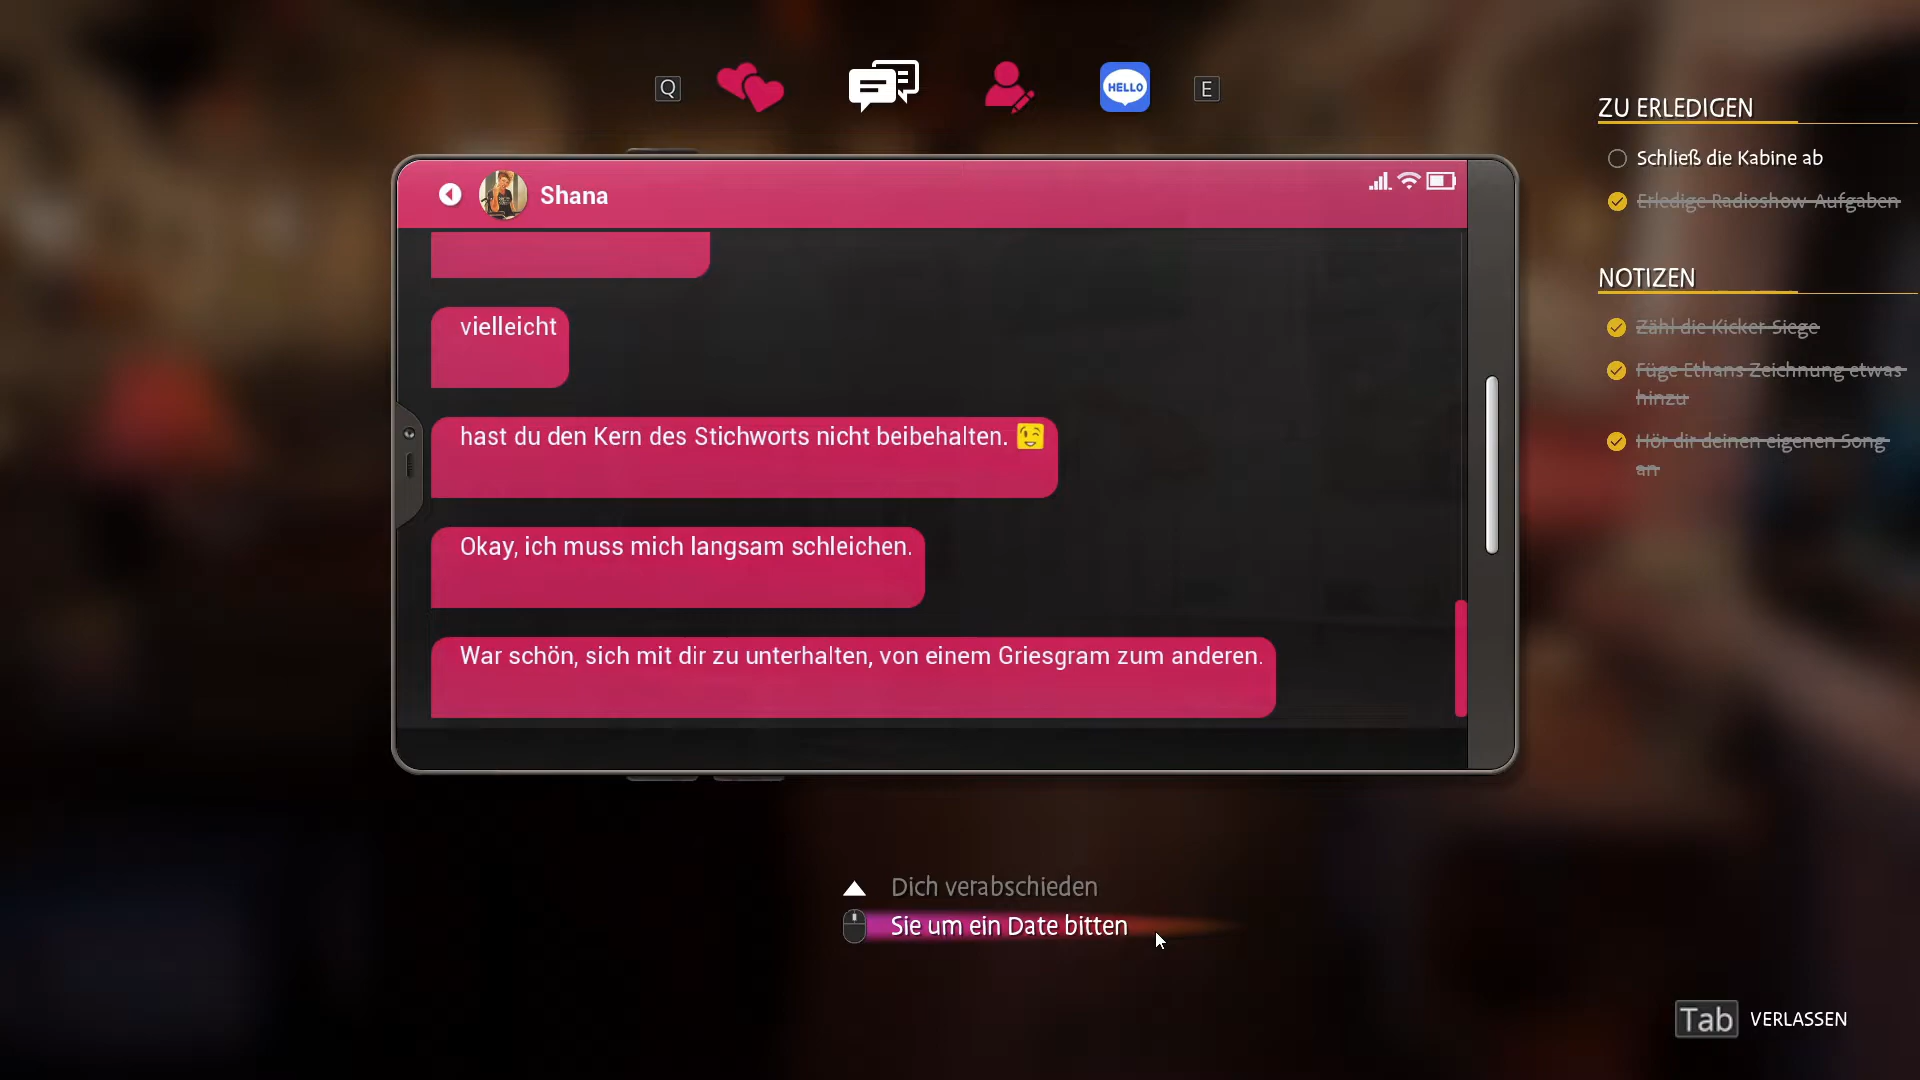 Q
HELLO
E
Shana
vielleicht
hast du den Kern des Stichworts nicht beibehalten.
Okay, ich muss mich langsam schleichen.
War schön, sich mit dir zu unterhalten, von einem Griesgram zum anderen.
ZU ERLEDIGEN
Schließ die Kabine ab
Erledige Radioshow-Aufgaben
NOTIZEN
Zähl die Kicker-Siege
Füge Ethans Zeichnung etwas
hinzu
Hör dir deinen eigenen Song
an
Dich verabschieden
Sie um ein Date bitten
Tab VERLASSEN